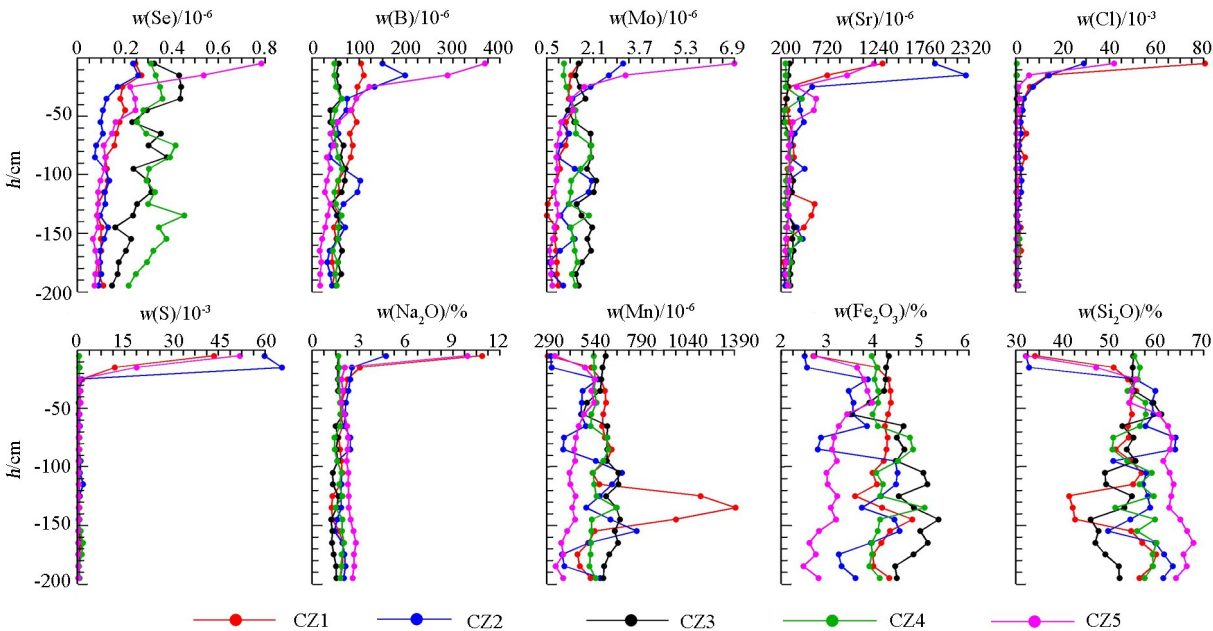 w(Se)/10⁻⁶ w(B)/10⁻⁶ w(Mo)/10⁻⁶ w(Sr)/10⁻⁶ w(Cl)/10⁻³
0 0.2 0.4 0.6 0.8 0 100 200 300 400 0.5 2.1 3.7 5.3 6.9 200 720 1240 1760 2320 0 20 40 60 80
-50
h/cm
-100
-150
-200
w(S)/10⁻³ w(Na₂O)/% w(Mn)/10⁻⁶ w(Fe₂O₃)/% w(Si₂O)/%
0 15 30 45 60 0 3 6 9 12 290 540 790 1040 1390 2 3 4 5 6 30 40 50 60 70
-50
h/cm
-100
-150
-200
CZ1 CZ2 CZ3 CZ4 CZ5